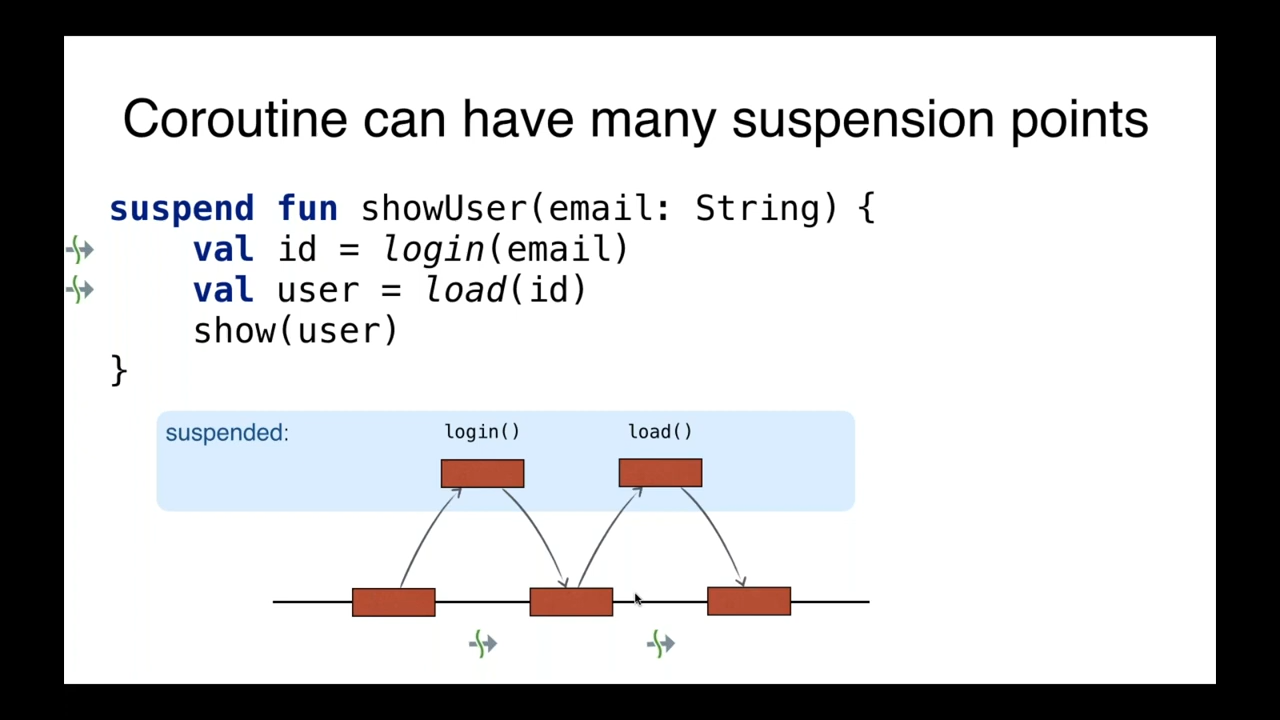 Coroutine can have many suspension points
suspend fun showUser(email: String) {
    val id = login(email)
    val user = load(id)
    show(user)
}
suspended:
login()
load()